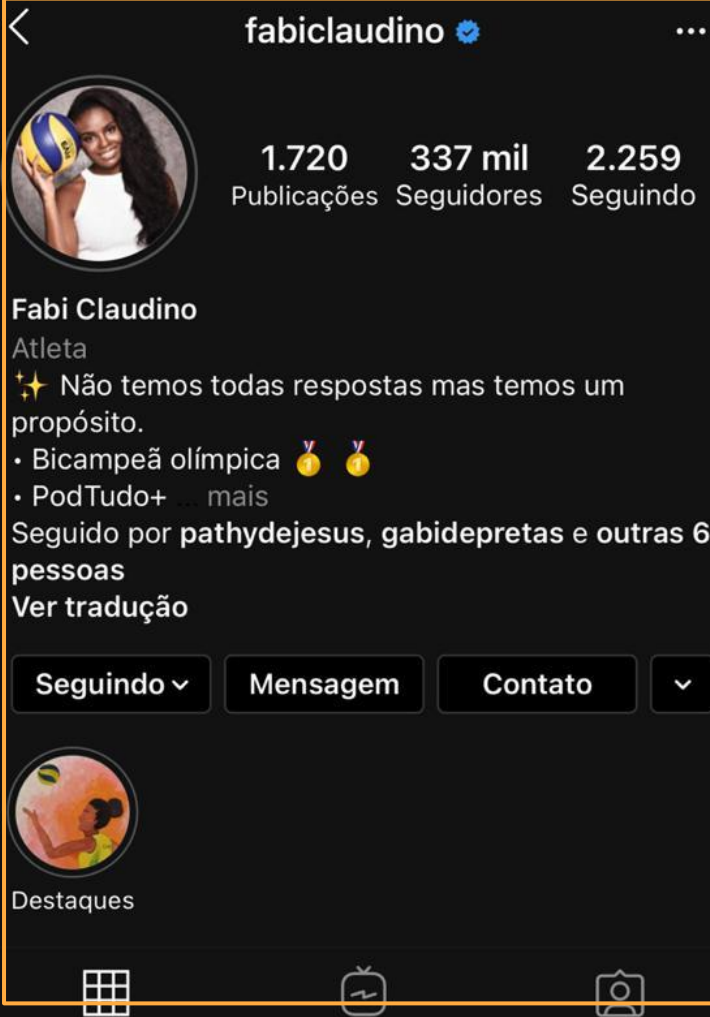 fabiclaudino
1.720 337 mil 2.259
Publicações Seguidores Seguindo
Fabi Claudino
Atleta
✨ Não temos todas respostas mas temos um
propósito.
• Bicampeã olímpica 🥇 🥇
• PodTudo+ ... mais
Seguido por pathydejesus, gabidepretas e outras 6
pessoas
Ver tradução
Seguindo Mensagem Contato
Destaques